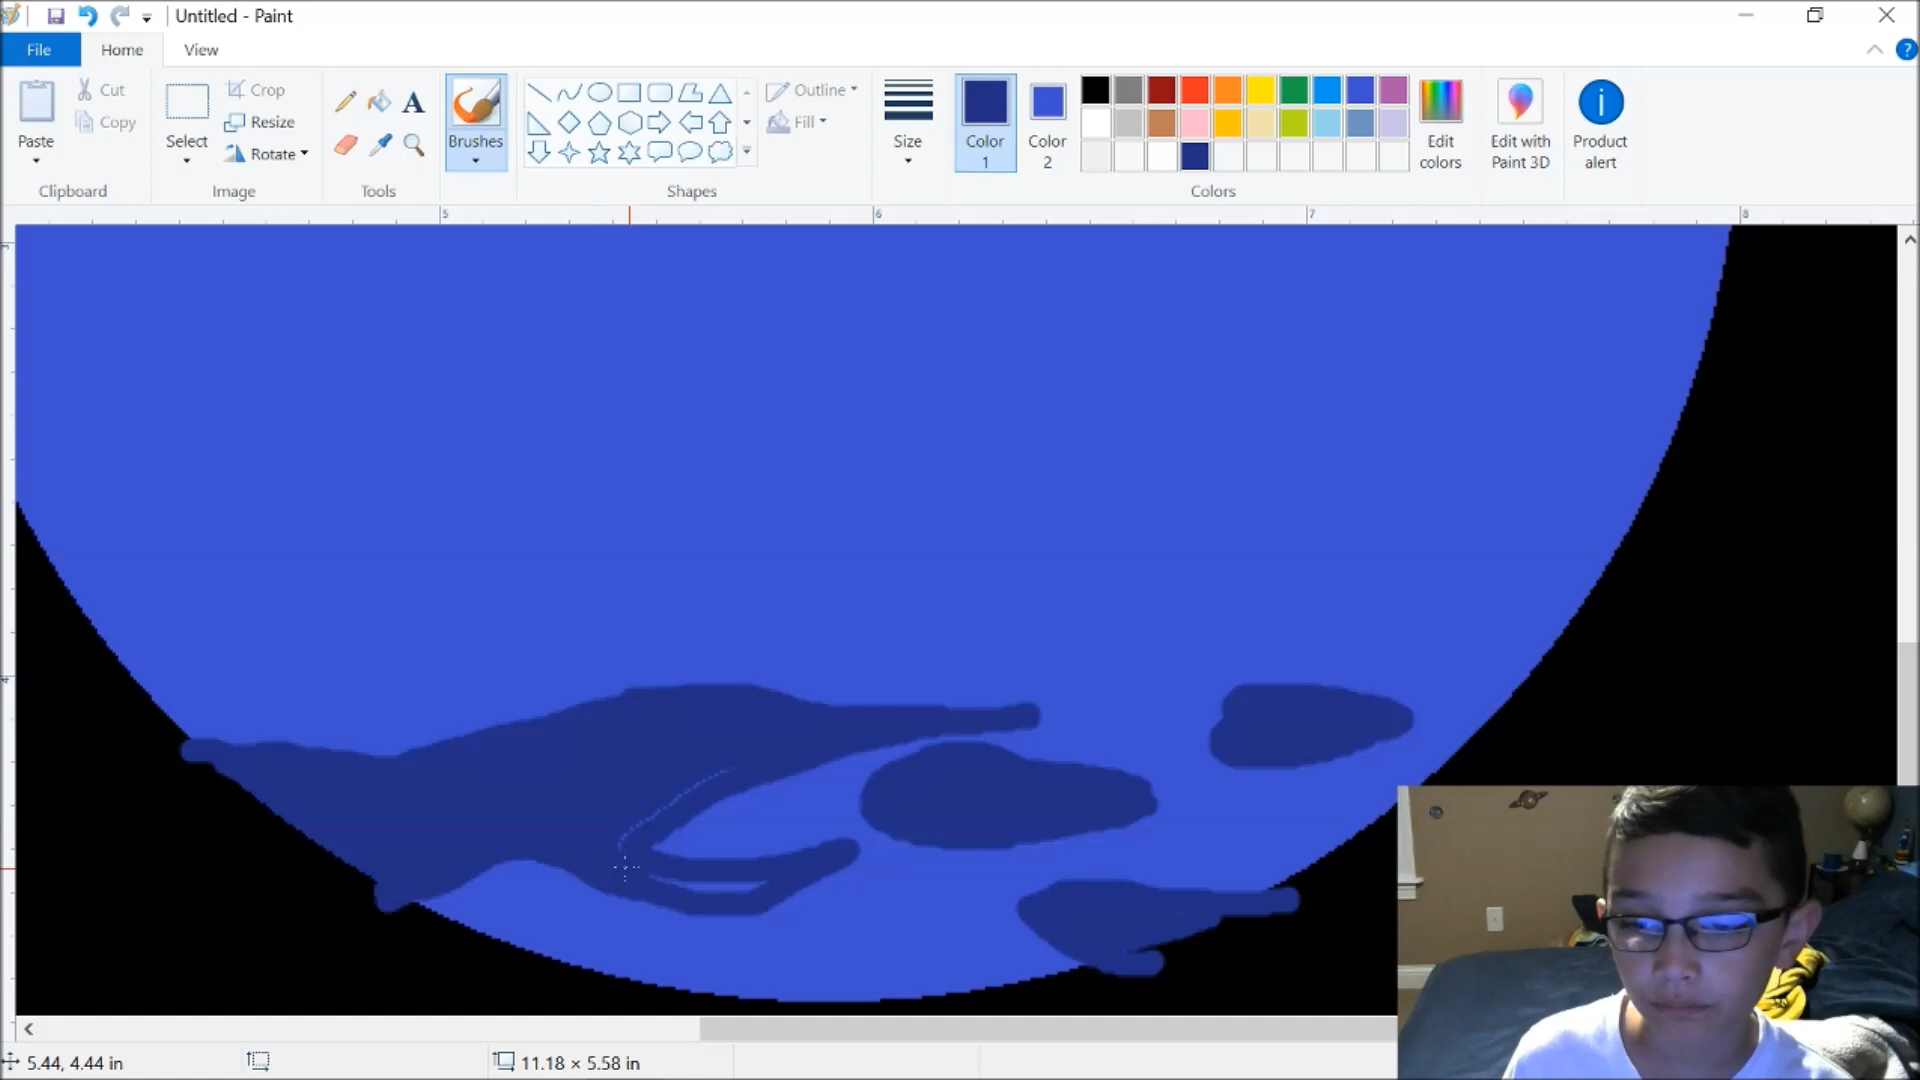 Untitled - Paint
File
Home
View
?
Paste
Cut
Copy
Clipboard
Select
Crop
Resize
Rotate
Image
A
Tools
Brushes
Outline
Fill
Shapes
Size
Color
1
Color
2
Edit
colors
Edit with
Paint 3D
Product
alert
Colors
5
6
7
8
3
4
5.44, 4.44 in
11.18 × 5.58 in